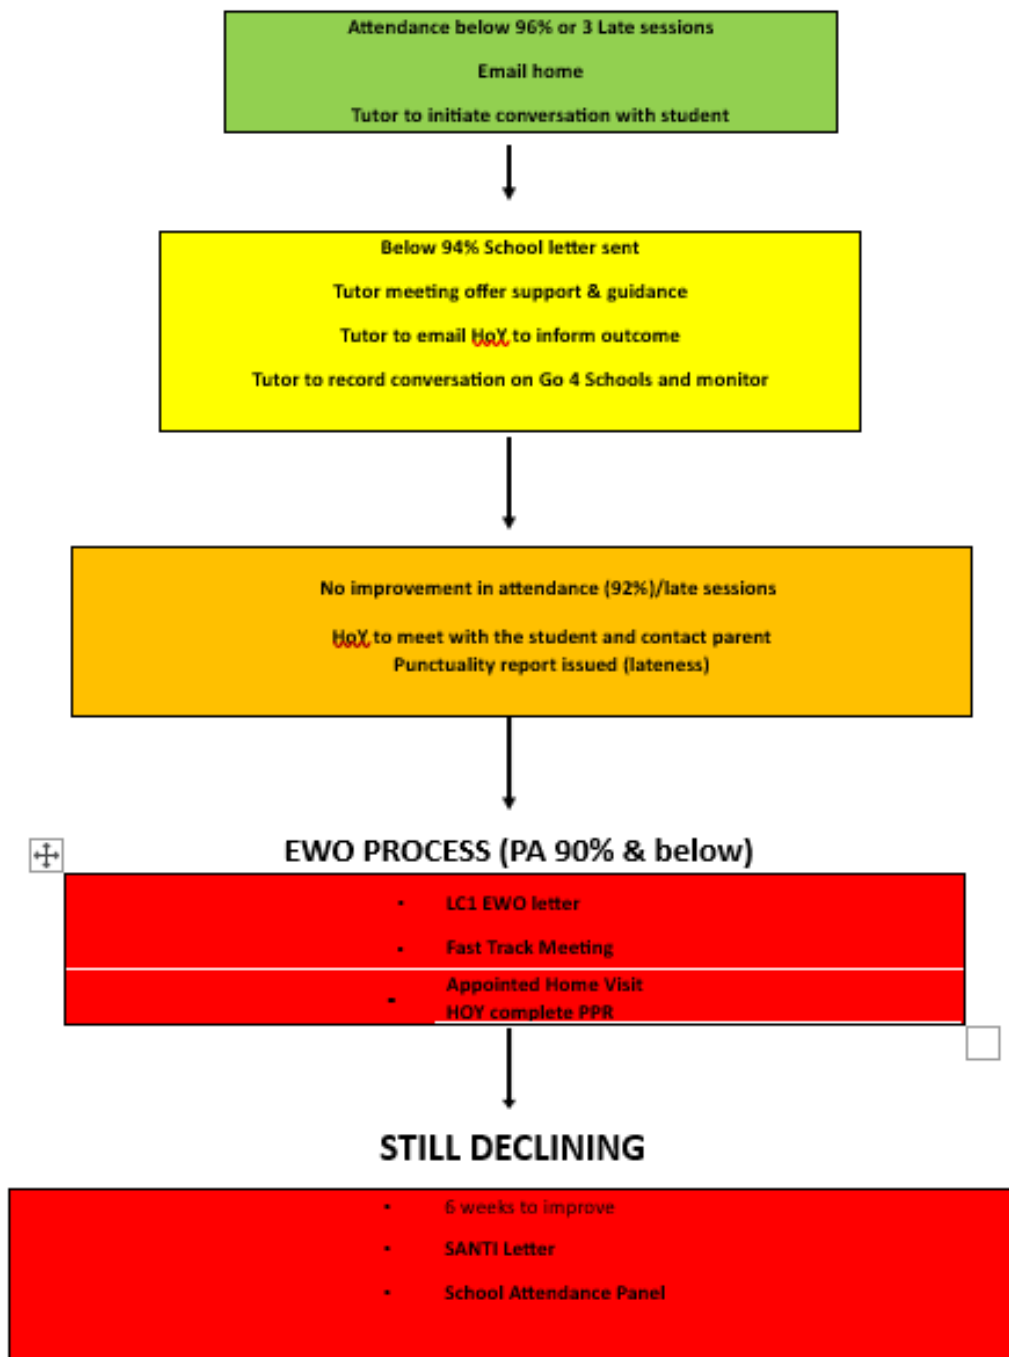 Attendance below 96% or 3 Late sessions
Email home
Tutor to initiate conversation with student
Below 94% School letter sent
Tutor meeting offer support & guidance
Tutor to email HoY to inform outcome
Tutor to record conversation on Go 4 Schools and monitor
No improvement in attendance (92%)/late sessions
HoY to meet with the student and contact parent
Punctuality report issued (lateness)
EWO PROCESS (PA 90% & below)
• LC1 EWO letter
• Fast Track Meeting
• Appointed Home Visit
HOY complete PPR
STILL DECLINING
• 6 weeks to improve
• SANTI Letter
• School Attendance Panel